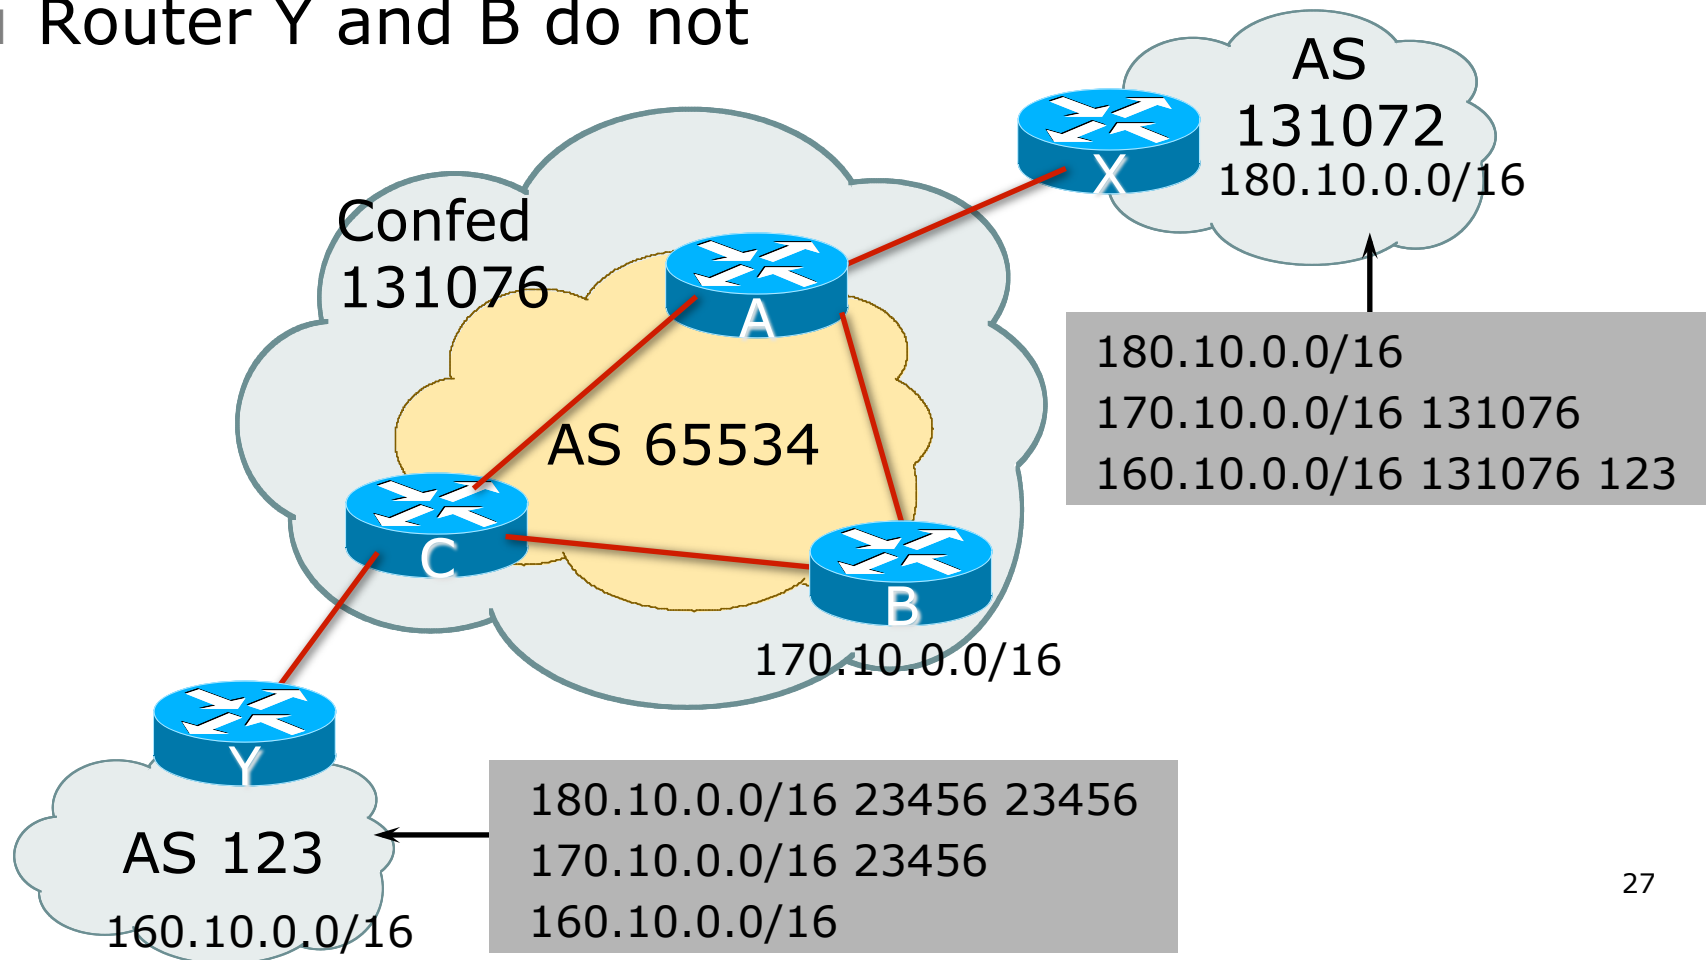 Router Y and B do not
AS
131072
180.10.0.0/16
X
Confed
131076
A
180.10.0.0/16
170.10.0.0/16 131076
160.10.0.0/16 131076 123
AS 65534
C
B
170.10.0.0/16
Y
AS 123
160.10.0.0/16
180.10.0.0/16 23456 23456
170.10.0.0/16 23456
160.10.0.0/16
27